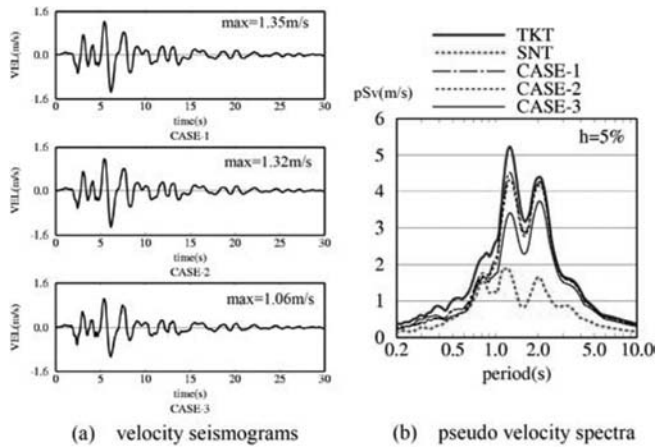 1.6
max=1.35m/s
VEL(m/s)
0.0
1.6
0 5 10 15 20 25 30
time(s)
CASE-1
1.6
max=1.32m/s
VEL(m/s)
0.0
-1.6
0 5 10 15 20 25 30
time(s)
CASE-2
1.6
max=1.06m/s
VEL(m/s)
0.0
-1.6
0 5 10 15 20 25 30
time(s)
CASE-3
(a) velocity seismograms
TKT
SNT
CASE-1
CASE-2
CASE-3
pSv(m/s)
6
h=5%
5
4
3
2
1
0
0.2 0.5 1.0 2.0 5.0 10.0
period(s)
(b) pseudo velocity spectra